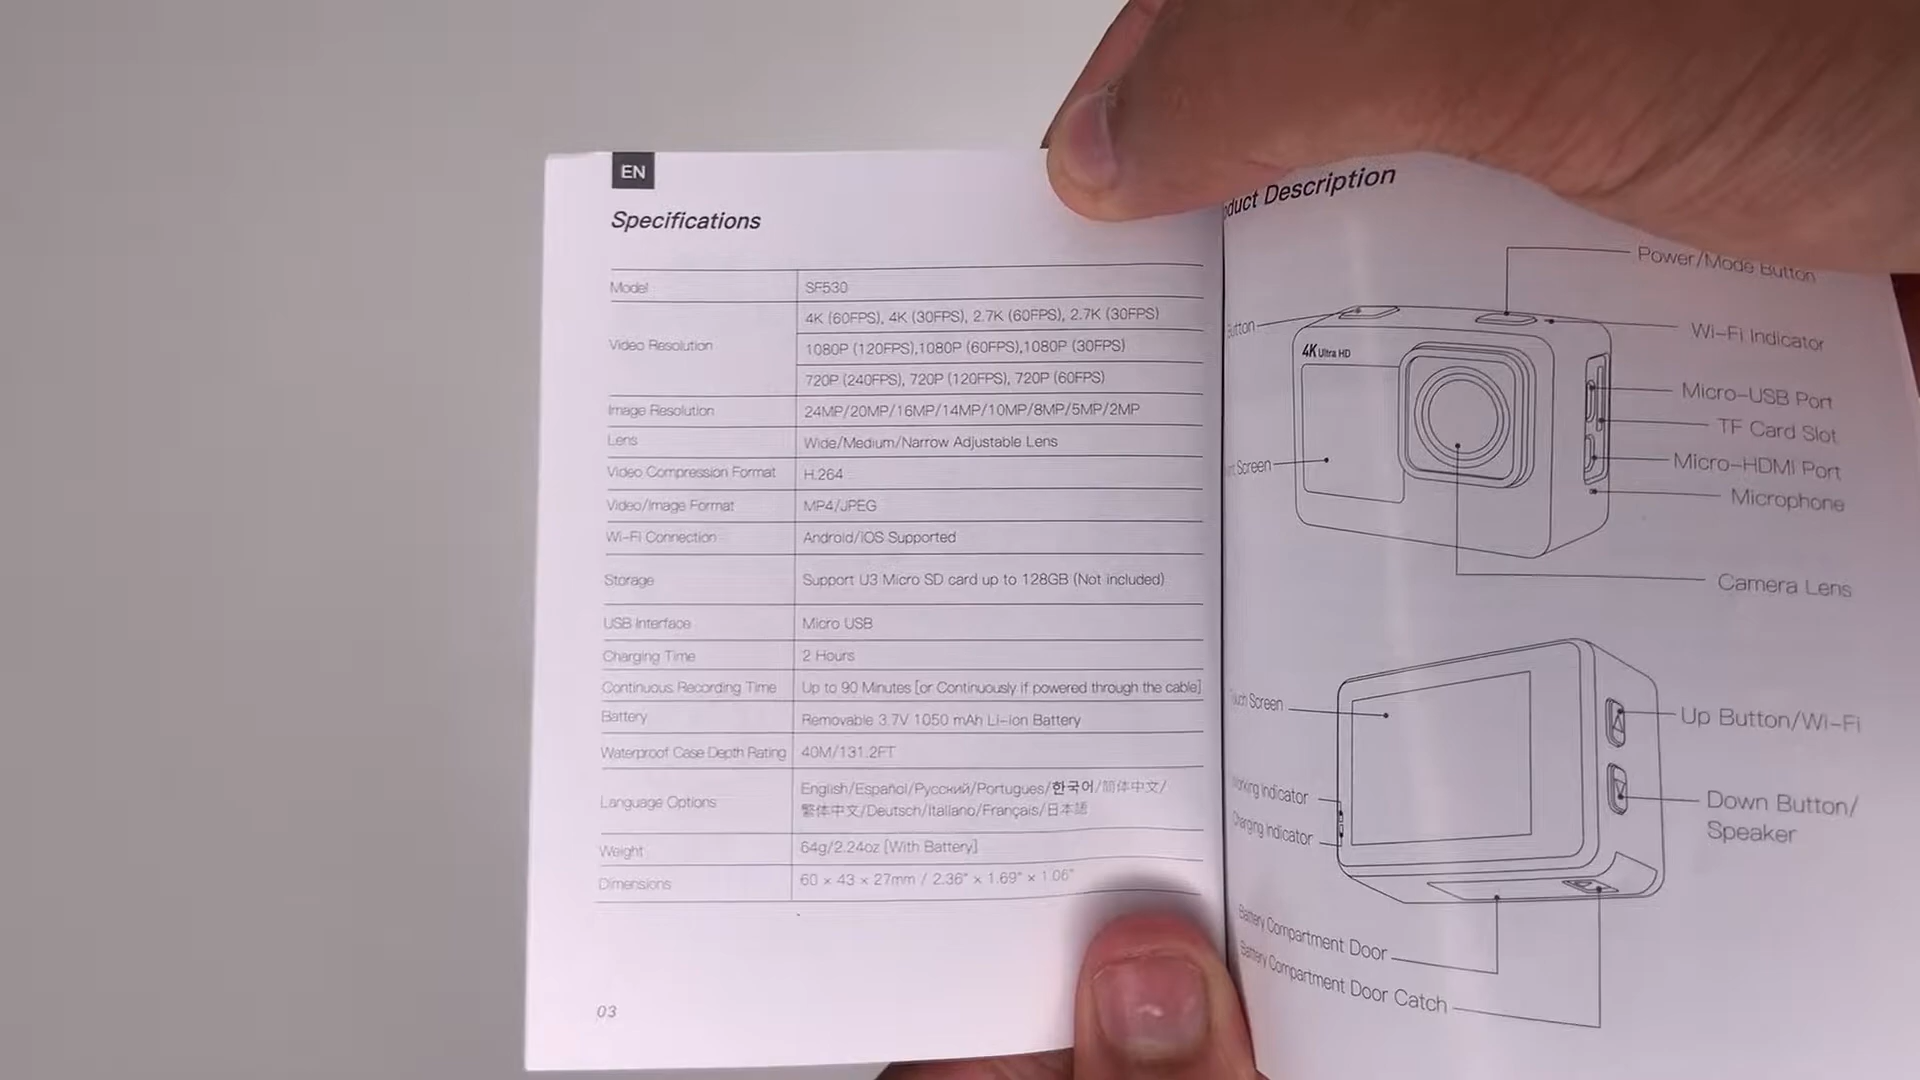 EN
Specifications
Model SF530
Video Resolution 4K (60FPS), 4K (30FPS), 2.7K (60FPS), 2.7K (30FPS)
1080P (120FPS),1080P (60FPS),1080P (30FPS)
720P (240FPS), 720P (120FPS), 720P (60FPS)
Image Resolution 24MP/20MP/16MP/14MP/10MP/8MP/5MP/2MP
Lens Wide/Medium/Narrow Adjustable Lens
Video Compression Format H.264
Video/Image Format MP4/JPEG
Wi-Fi Connection Android/iOS Supported
Storage Support U3 Micro SD card up to 128GB (Not included)
USB Interface Micro USB
Charging Time 2 Hours
Continuous Recording Time Up to 90 Minutes [or Continuously if powered through the cable]
Battery Removable 3.7V 1050 mAh Li-ion Battery
Waterproof Case Depth Rating 40M/131.2FT
Language Options English/Español/Русский/Portugues/한국어/简体中文/
繁体中文/Deutsch/Italiano/Français/日本語
Weight 64g/2.24oz [With Battery]
Dimensions 60 × 43 × 27mm / 2.36" × 1.69" × 1.06"
03
Description
Power/Mode Button
Button
Wi-Fi Indicator
4K Ultra HD
Micro-USB Port
TF Card Slot
Screen
Micro-HDMI Port
Microphone
Camera Lens
Screen
Up Button/Wi-Fi
Working Indicator
Down Button/
Speaker
Charging Indicator
Battery Compartment Door
Battery Compartment Door Catch